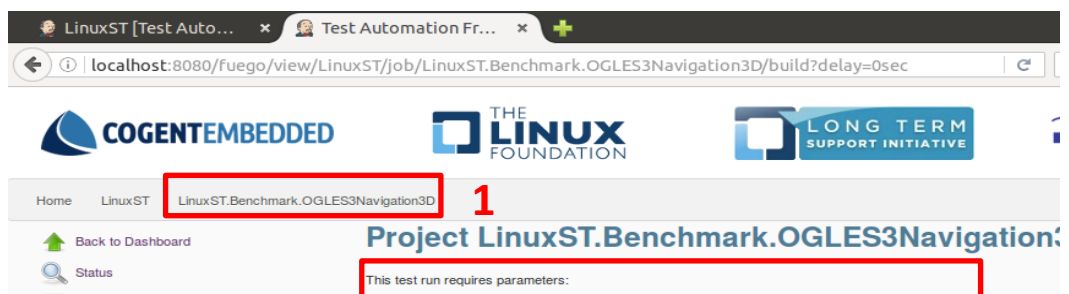 LinuxST [Test Auto... × Test Automation Fr... ×
localhost:8080/fuego/view/LinuxST/job/LinuxST.Benchmark.OGLES3Navigation3D/build?delay=0sec
COGENTEMBEDDED
THE
LINUX
FOUNDATION
LONG TERM
SUPPORT INITIATIVE
Home LinuxST LinuxST.Benchmark.OGLES3Navigation3D 1
Back to Dashboard
Project LinuxST.Benchmark.OGLES3Navigation
Status
This test run requires parameters: